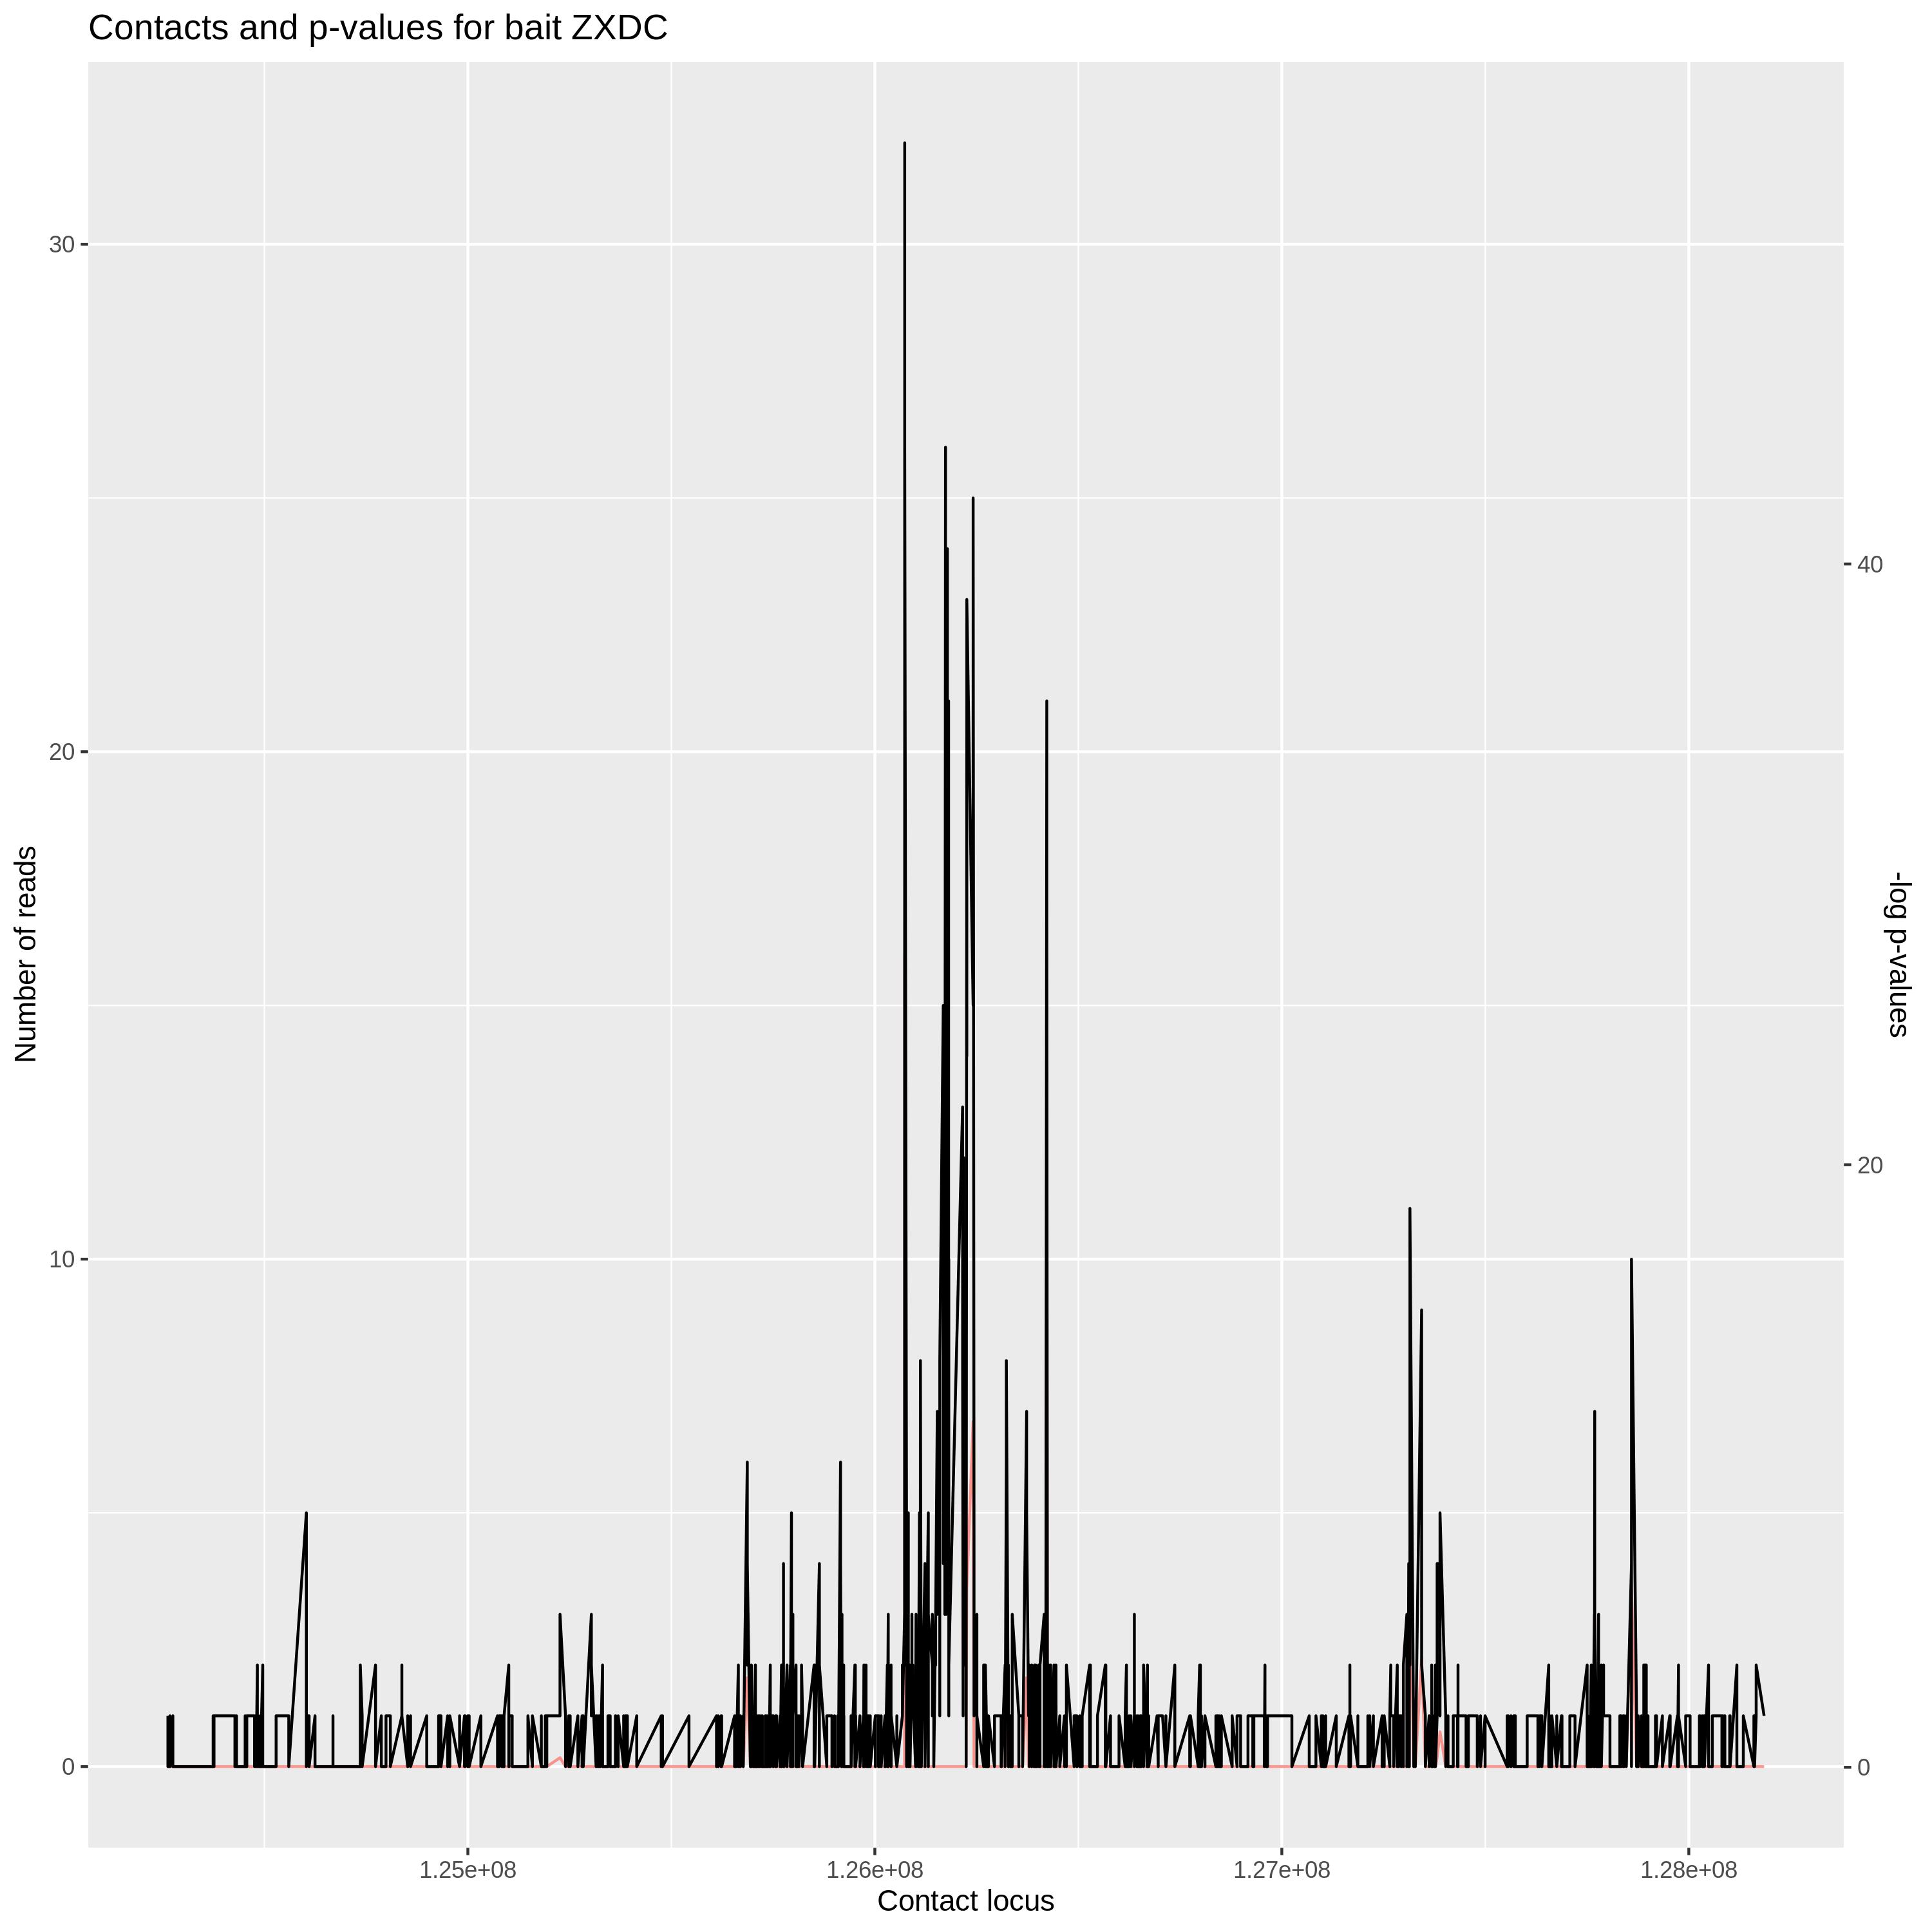 Contacts and p-values for bait ZXDC
30
20
10
0
Number of reads
40
20
0
-log p-values
1.25e+08 1.26e+08 1.27e+08 1.28e+08
Contact locus